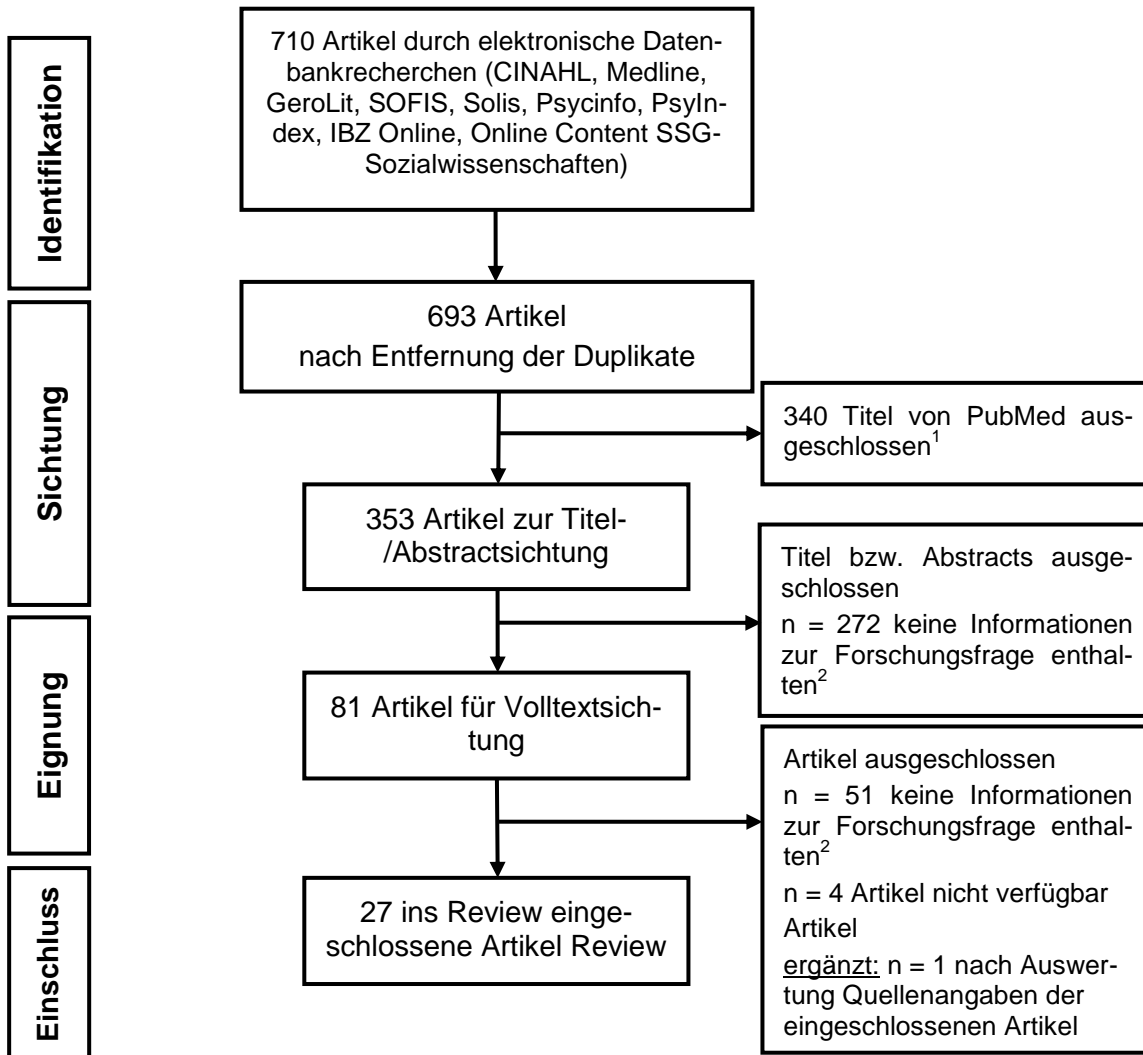 Identifikation
710 Artikel durch elektronische Daten-
bankrecherchen (CINAHL, Medline,
GeroLit, SOFIS, Solis, Psycinfo, PsyIn-
dex, IBZ Online, Online Content SSG-
Sozialwissenschaften)
Sichtung
693 Artikel
nach Entfernung der Duplikate
340 Titel von PubMed aus-
geschlossen1
353 Artikel zur Titel-
/Abstractsichtung
Titel bzw. Abstracts ausge-
schlossen
n = 272 keine Informationen
zur Forschungsfrage enthal-
ten2
Eignung
81 Artikel für Volltextsich-
tung
Artikel ausgeschlossen
n = 51 keine Informationen
zur Forschungsfrage enthal-
ten2
n = 4 Artikel nicht verfügbar
Artikel
ergänzt: n = 1 nach Auswer-
tung Quellenangaben der
eingeschlossenen Artikel
Einschluss
27 ins Review einge-
schlossene Artikel Review